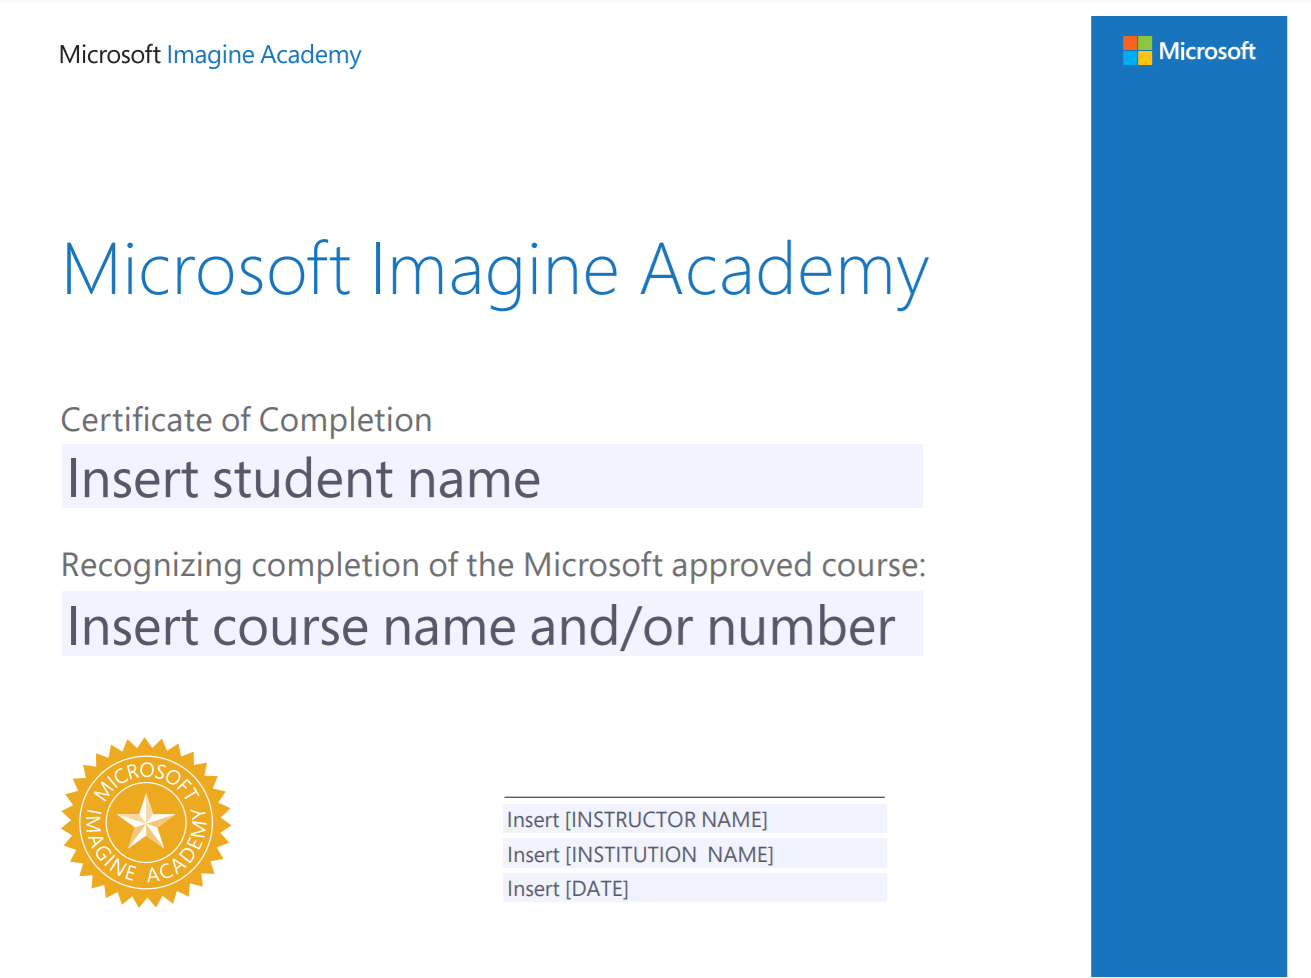 Microsoft Imagine Academy
Microsoft
Microsoft Imagine Academy
Certificate of Completion
Insert student name
Recognizing completion of the Microsoft approved course:
Insert course name and/or number
MICROSOFT
IMAGINE ACADEMY
Insert [INSTRUCTOR NAME]
Insert [INSTITUTION  NAME]
Insert [DATE]